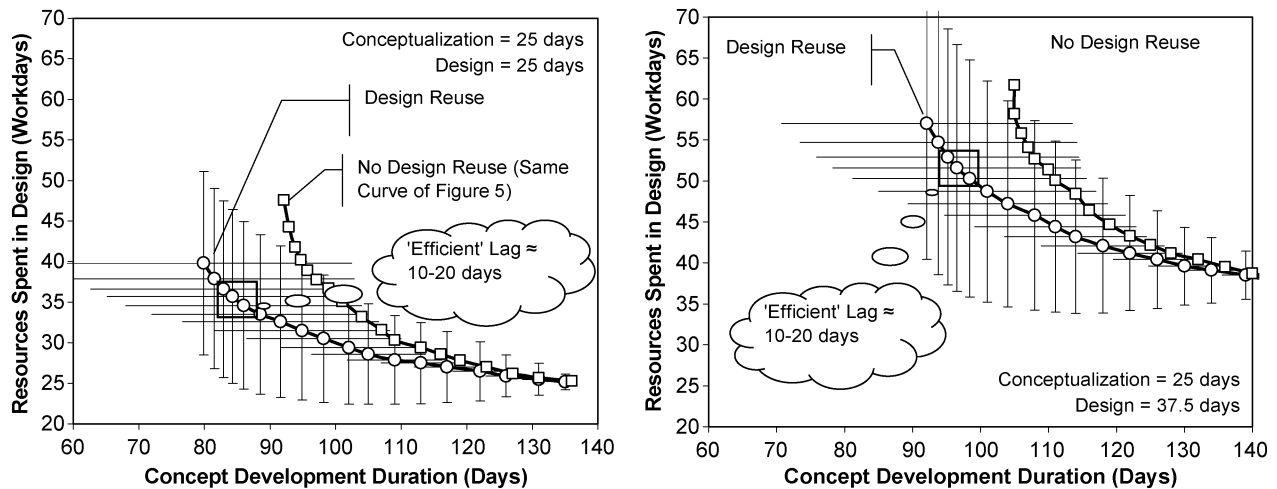 Resources Spent in Design (Workdays)
70
65
60
55
50
45
40
35
30
25
20
Conceptualization = 25 days
Design = 25 days
Design Reuse
No Design Reuse (Same
Curve of Figure 5)
'Efficient' Lag ≈
10-20 days
60 70 80 90 100 110 120 130 140
Concept Development Duration (Days)
Resources Spent in Design (Workdays)
70
65
60
55
50
45
40
35
30
25
20
Design Reuse
No Design Reuse
'Efficient' Lag ≈
10-20 days
Conceptualization = 25 days
Design = 37.5 days
60 70 80 90 100 110 120 130 140
Concept Development Duration (Days)